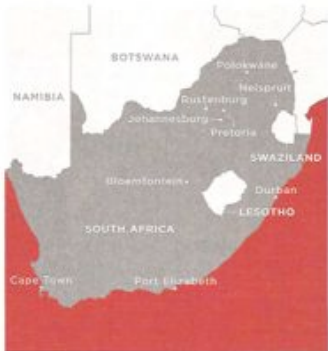 BOTSWANA
Polokwane
NAMIBIA
Nelspruit
Rustenburg
Johannesburg
Pretoria
SWAZILAND
Bloemfontein
Durban
LESOTHO
SOUTH AFRICA
Cape Town
Port Elizabeth